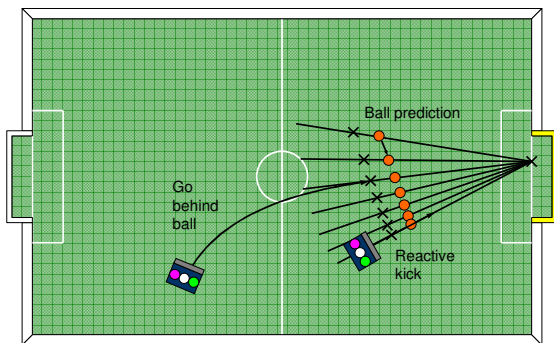 Ball prediction
Go
behind
ball
Reactive
kick